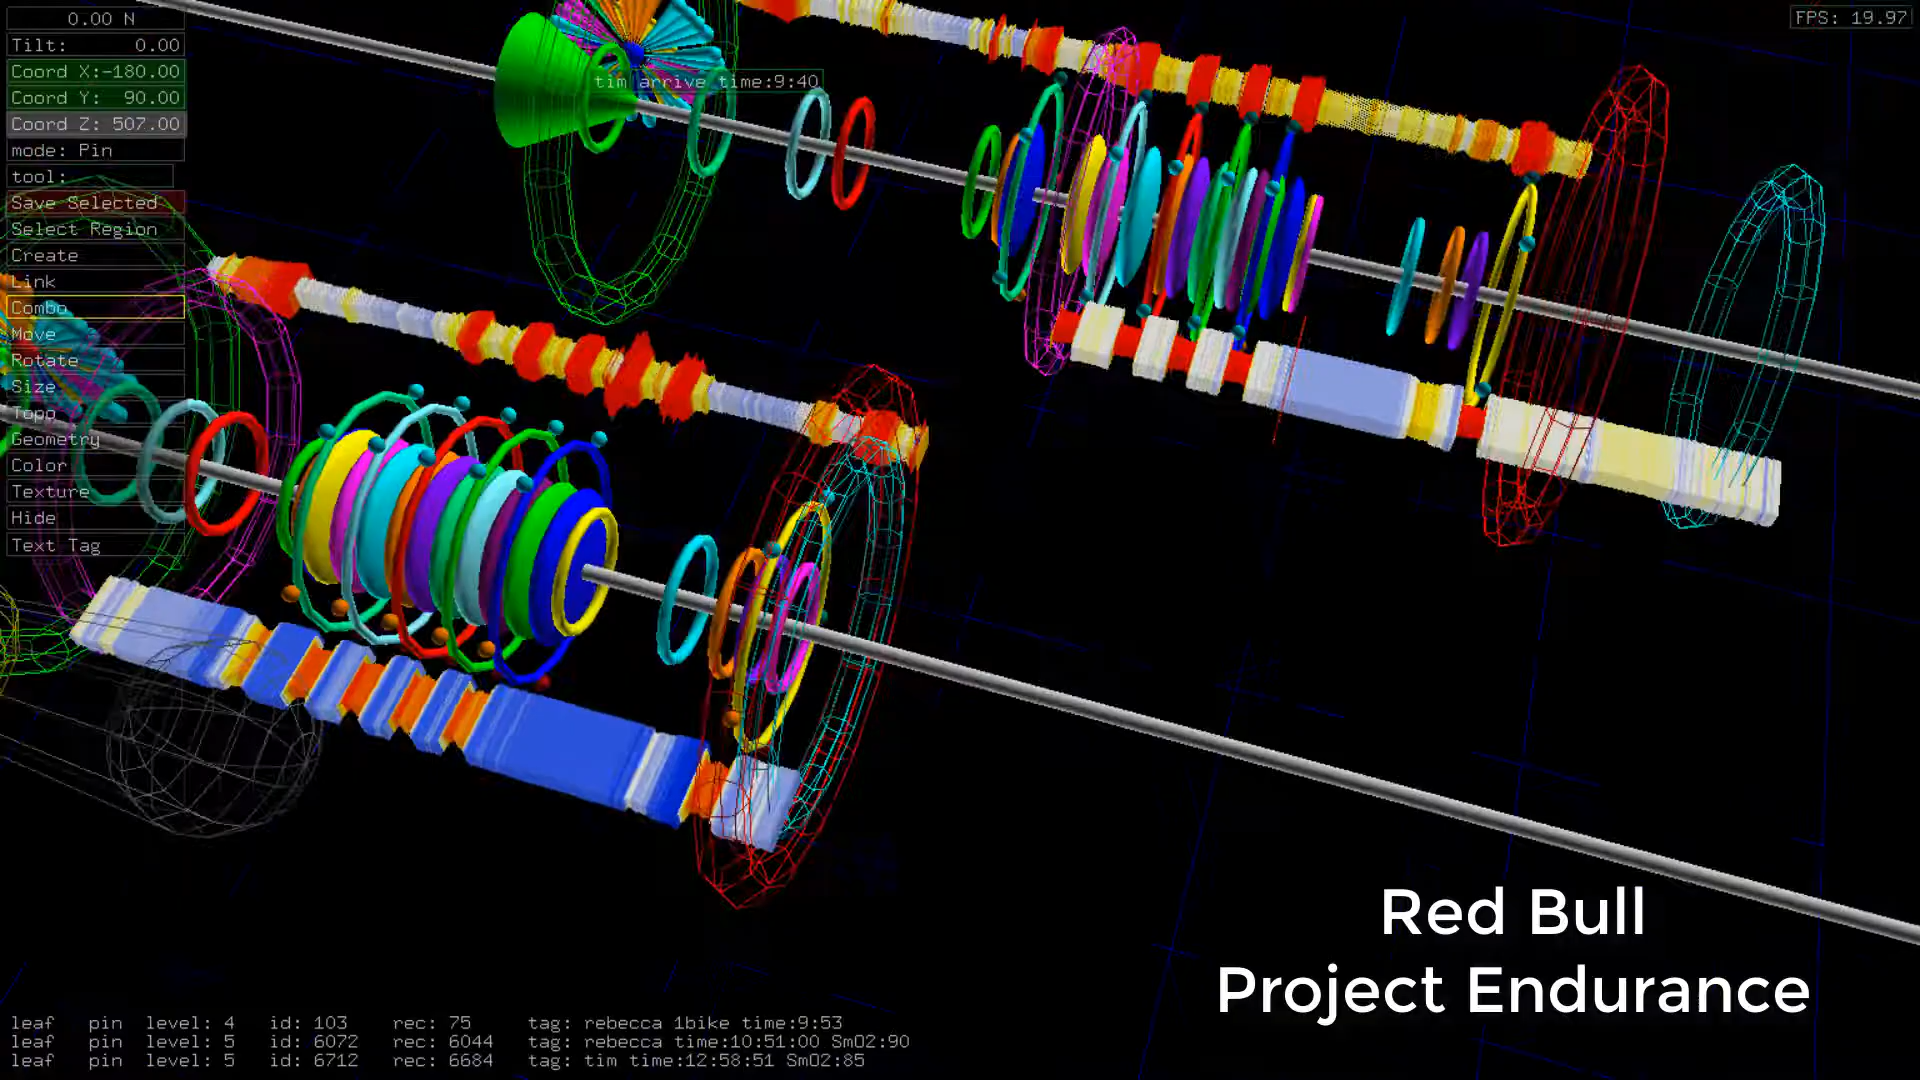 0.00 N
FPS: 19.97
Tilt: 0.00
Coord X:-180.00
tim arrive time:9:40
Coord Y: 90.00
Coord Z: 507.00
mode: Pin
tool:
Save Selected
Select Region
Create
Link
Combo
Move
Rotate
Size
Topo
Geometry
Color
Texture
Hide
Text Tag
Red Bull
Project Endurance
leaf pin level: 4 id: 103 rec: 75 tag: rebecca 1bike time:9:53
leaf pin level: 5 id: 6072 rec: 6044 tag: rebecca time:10:51:00 SmO2:90
leaf pin level: 5 id: 6712 rec: 6684 tag: tim time:12:58:51 SmO2:85